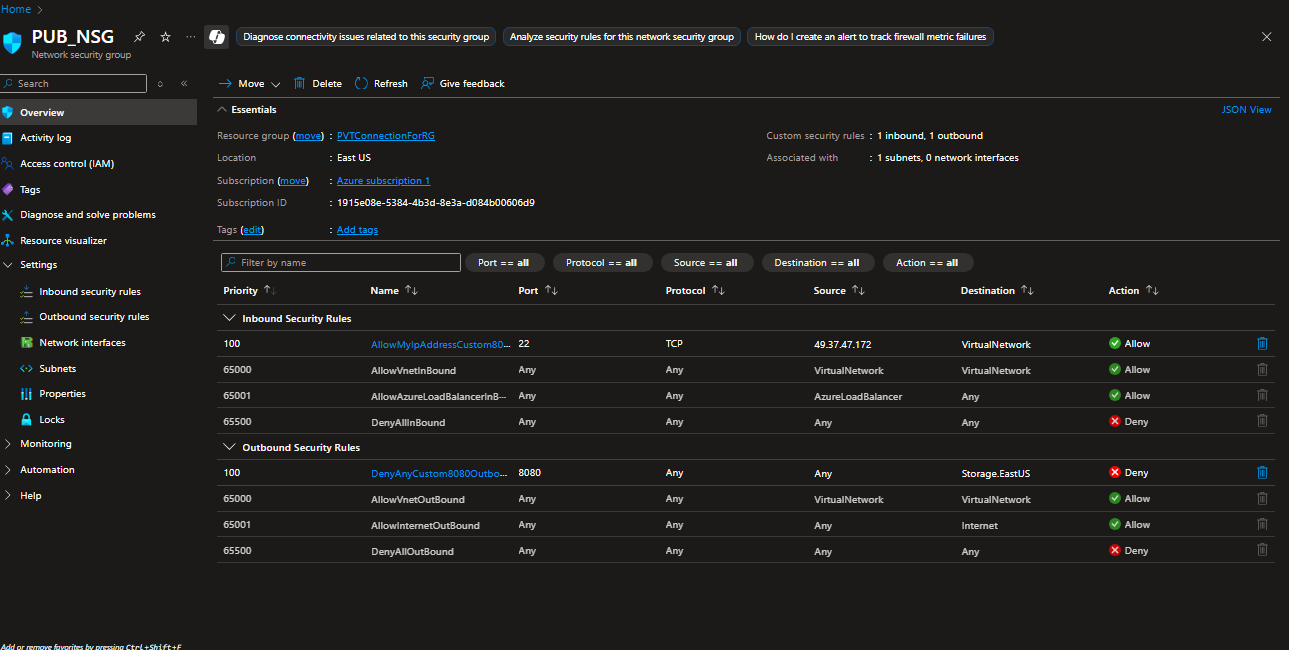 Home >
PUB_NSG
Network security group
Diagnose connectivity issues related to this security group
Analyze security rules for this network security group
How do I create an alert to track firewall metric failures
Search
Overview
Activity log
Access control (IAM)
Tags
Diagnose and solve problems
Resource visualizer
Settings
Inbound security rules
Outbound security rules
Network interfaces
Subnets
Properties
Locks
Monitoring
Automation
Help
Move Delete Refresh Give feedback
Essentials JSON View
Resource group (move) : PVTConnectionForRG Custom security rules : 1 inbound, 1 outbound
Location : East US Associated with : 1 subnets, 0 network interfaces
Subscription (move) : Azure subscription 1
Subscription ID : 1915e08e-5384-4b3d-8e3a-d084b00606d9
Tags (edit) : Add tags
Filter by name Port == all Protocol == all Source == all Destination == all Action == all
Priority Name Port Protocol Source Destination Action
Inbound Security Rules
100 AllowMyIpAddressCustom80... 22 TCP 49.37.47.172 VirtualNetwork Allow
65000 AllowVnetInBound Any Any VirtualNetwork VirtualNetwork Allow
65001 AllowAzureLoadBalancerInB... Any Any AzureLoadBalancer Any Allow
65500 DenyAllInBound Any Any Any Any Deny
Outbound Security Rules
100 DenyAnyCustom8080Outbo... 8080 Any Any Storage.EastUS Deny
65000 AllowVnetOutBound Any Any VirtualNetwork VirtualNetwork Allow
65001 AllowInternetOutBound Any Any Any Internet Allow
65500 DenyAllOutBound Any Any Any Any Deny
Add or remove favorites by pressing Ctrl+Shift+F